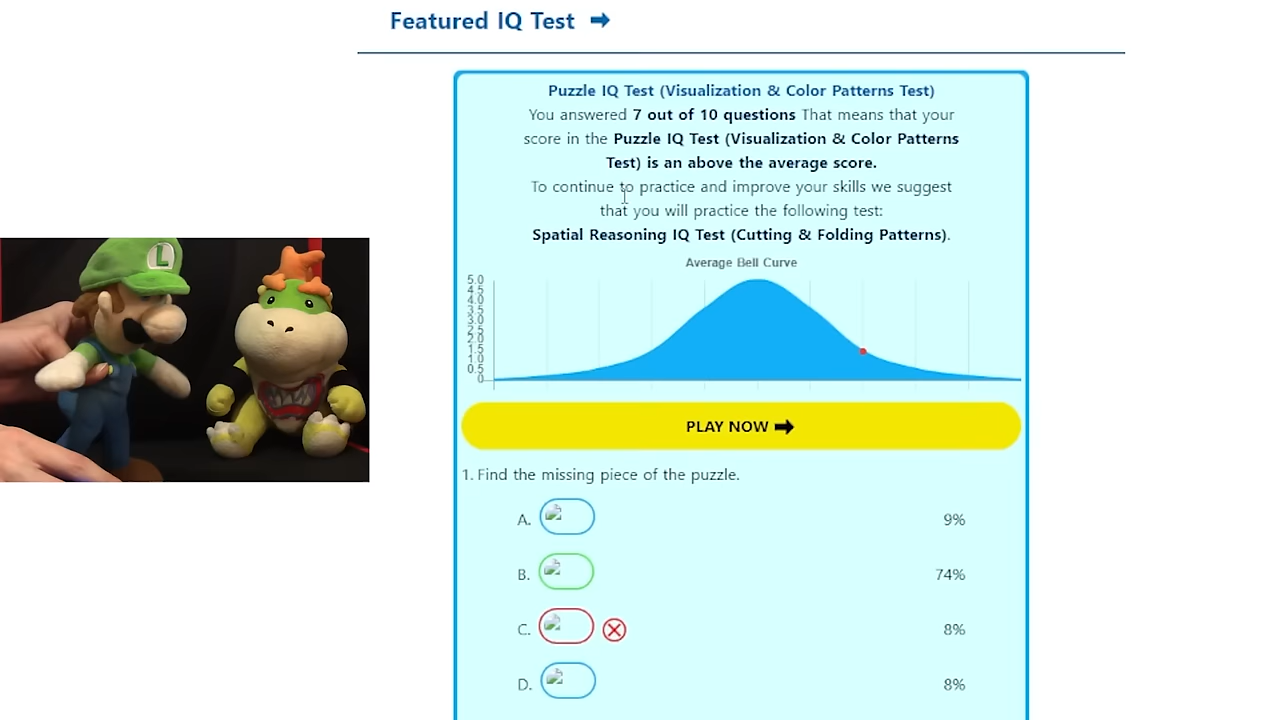 Featured IQ Test
Puzzle IQ Test (Visualization & Color Patterns Test)
You answered 7 out of 10 questions That means that your
score in the Puzzle IQ Test (Visualization & Color Patterns
Test) is an above the average score.
To continue to practice and improve your skills we suggest
that you will practice the following test:
Spatial Reasoning IQ Test (Cutting & Folding Patterns).
Average Bell Curve
5.0
4.5
4.0
3.5
3.0
2.5
2.0
1.5
1.0
0.5
0
L
PLAY NOW
1. Find the missing piece of the puzzle.
A. 9%
B. 74%
C. 8%
D. 8%